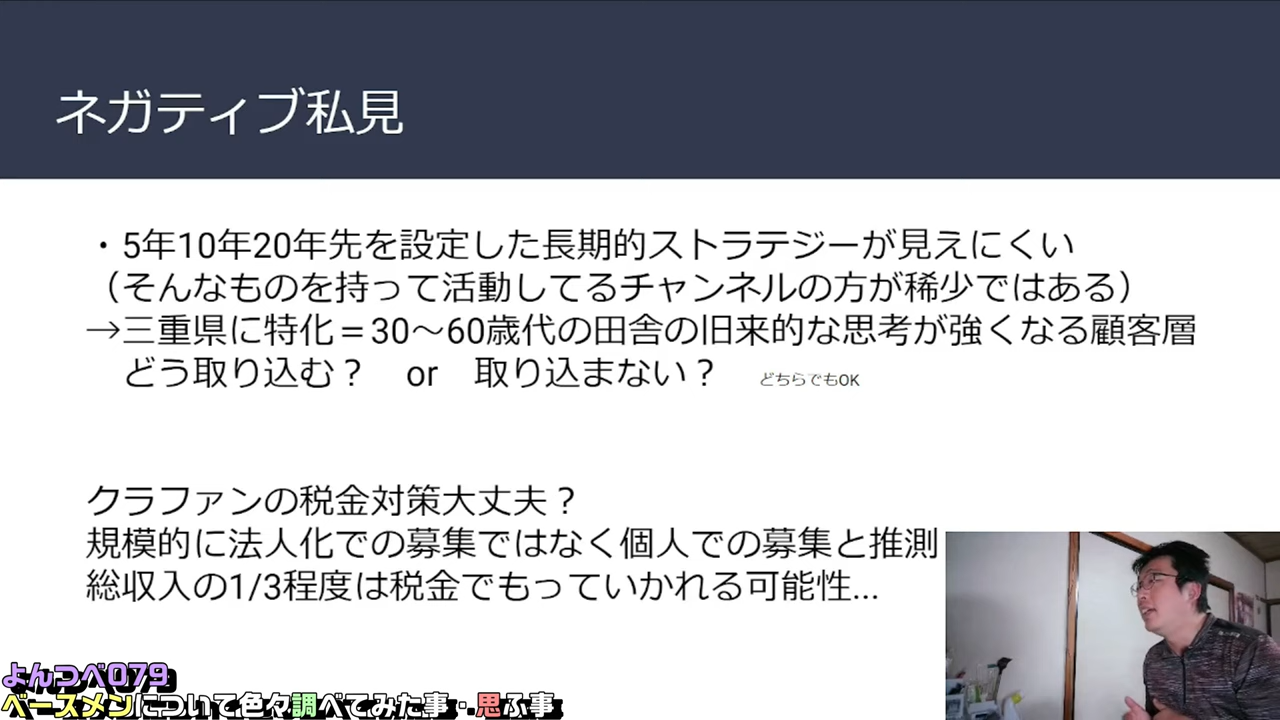 ネガティブ私見
・5年10年20年先を設定した長期的ストラテジーが見えにくい
（そんなものを持って活動してるチャンネルの方が稀少ではある）
→三重県に特化＝30～60歳代の田舎の旧来的な思考が強くなる顧客層
どう取り込む？　or　取り込まない？　どちらでもOK
クラファンの税金対策大丈夫？
規模的に法人化での募集ではなく個人での募集と推測
総収入の1/3程度は税金でもっていかれる可能性...
よんつべ079
ベースメンについて色々調べてみた事・思ふ事